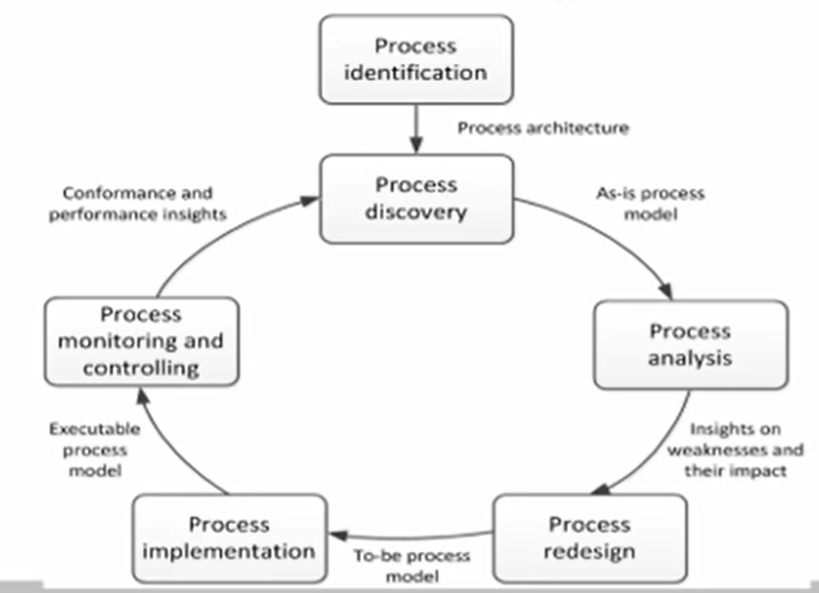 Process
identification
Process architecture
Process
discovery
As-is process
model
Process
analysis
Insights on
weaknesses and
their impact
Process
redesign
To-be process
model
Process
implementation
Executable
process
model
Process
monitoring and
controlling
Conformance and
performance insights